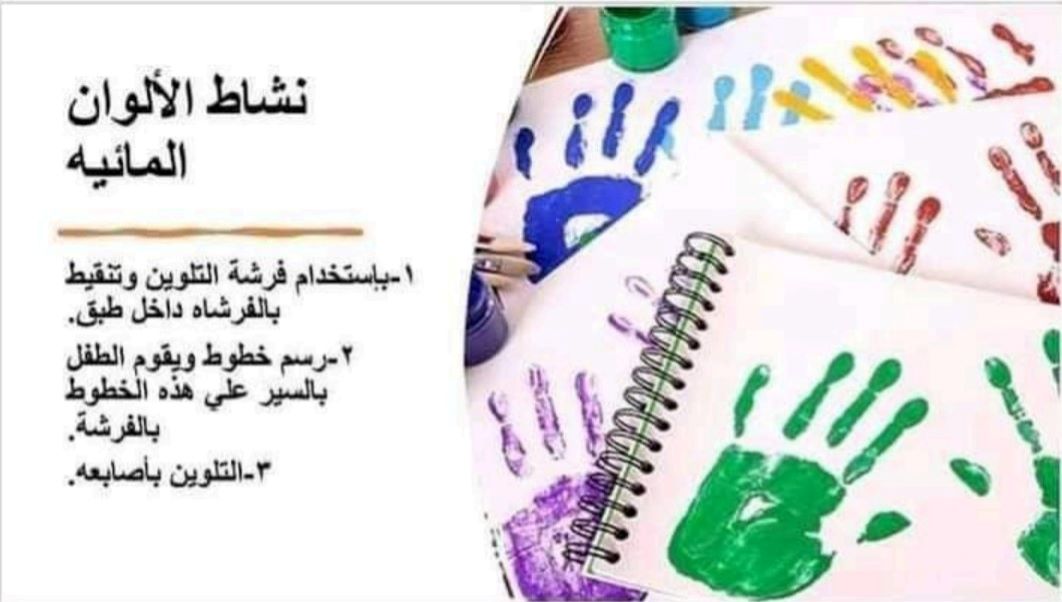 نشاط الألوان
المائيه
١-بإستخدام فرشة التلوين وتنقيط
بالفرشاه داخل طبق.
٢-رسم خطوط ويقوم الطفل
بالسير علي هذه الخطوط
بالفرشة.
٣-التلوين بأصابعه.